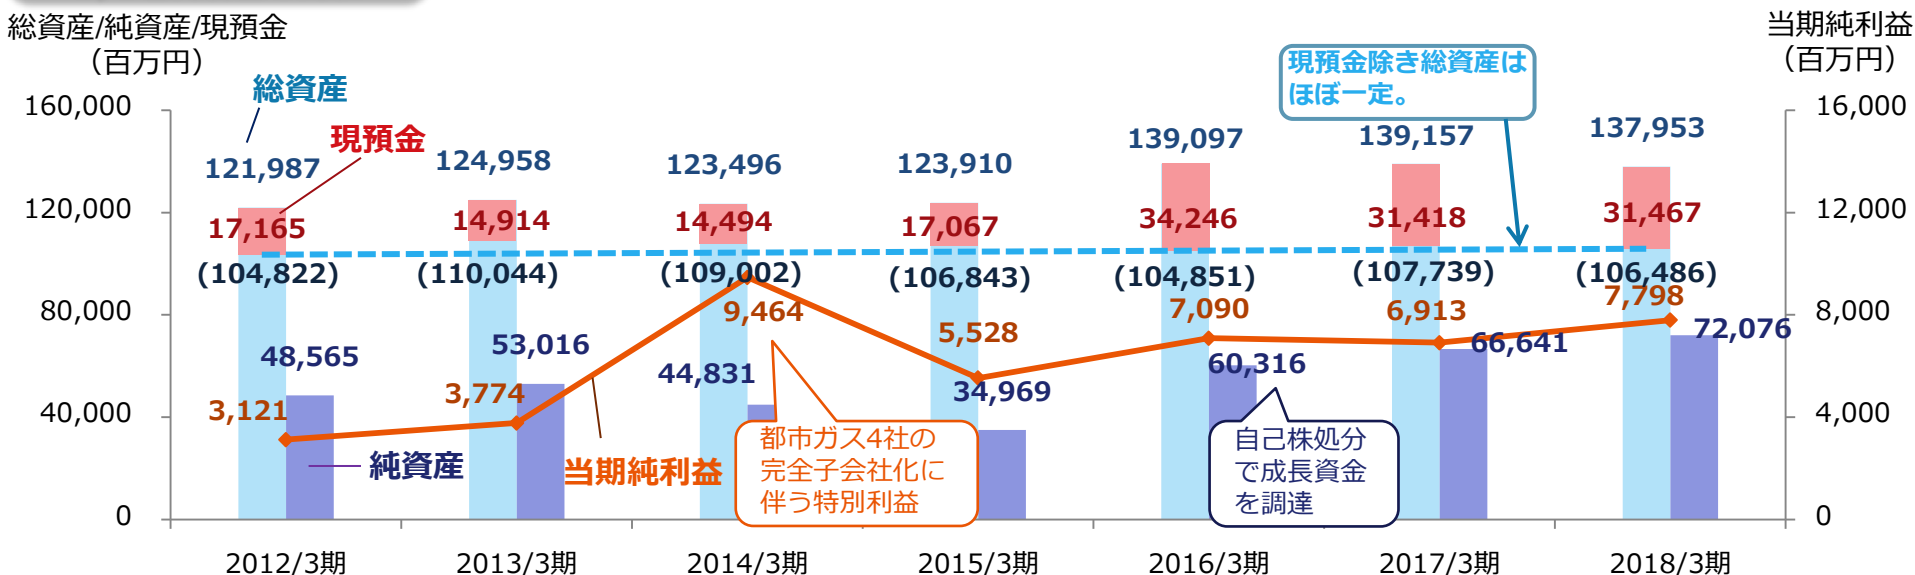 総資産/純資産/現預金
（百万円）
当期純利益
（百万円）
現預金除き総資産は
ほぼ一定。
総資産
現預金
160,000
120,000
80,000
40,000
0
16,000
12,000
8,000
4,000
0
121,987
124,958
123,496
123,910
139,097
139,157
137,953
17,165
14,914
14,494
17,067
34,246
31,418
31,467
(104,822)
(110,044)
(109,002)
(106,843)
(104,851)
(107,739)
(106,486)
3,121
3,774
9,464
5,528
7,090
6,913
7,798
48,565
53,016
44,831
34,969
60,316
66,641
72,076
純資産
当期純利益
都市ガス4社の
完全子会社化に
伴う特別利益
自己株処分
で成長資金
を調達
2012/3期
2013/3期
2014/3期
2015/3期
2016/3期
2017/3期
2018/3期